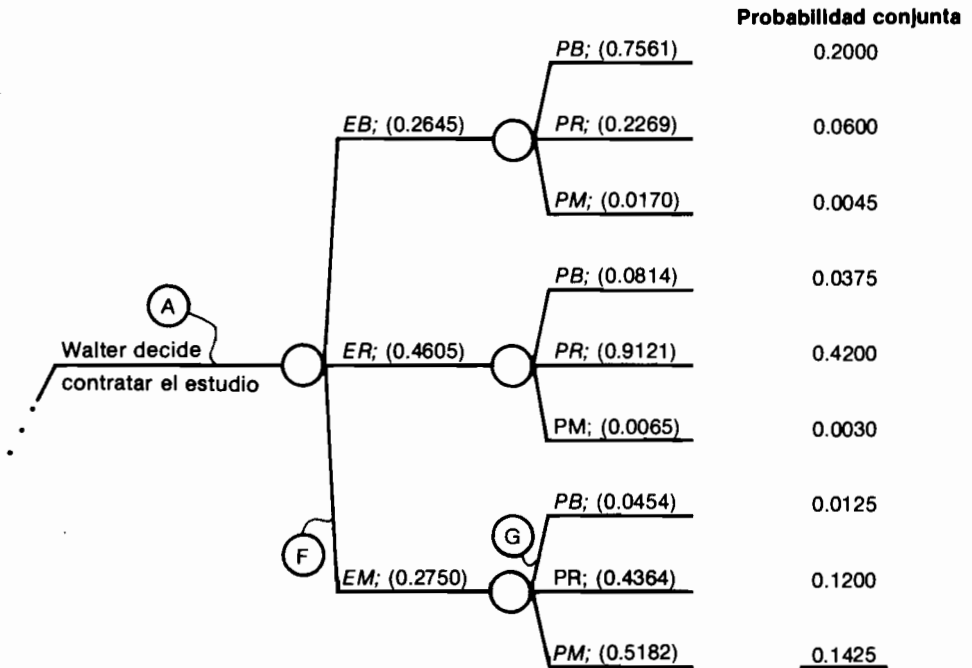 Probabilidad conjunta
PB; (0.7561) 0.2000
EB; (0.2645) PR; (0.2269) 0.0600
PM; (0.0170) 0.0045
PB; (0.0814) 0.0375
A
Walter decide
contratar el estudio
ER; (0.4605) PR; (0.9121) 0.4200
PM; (0.0065) 0.0030
PB; (0.0454) 0.0125
F
G
EM; (0.2750) PR; (0.4364) 0.1200
PM; (0.5182) 0.1425